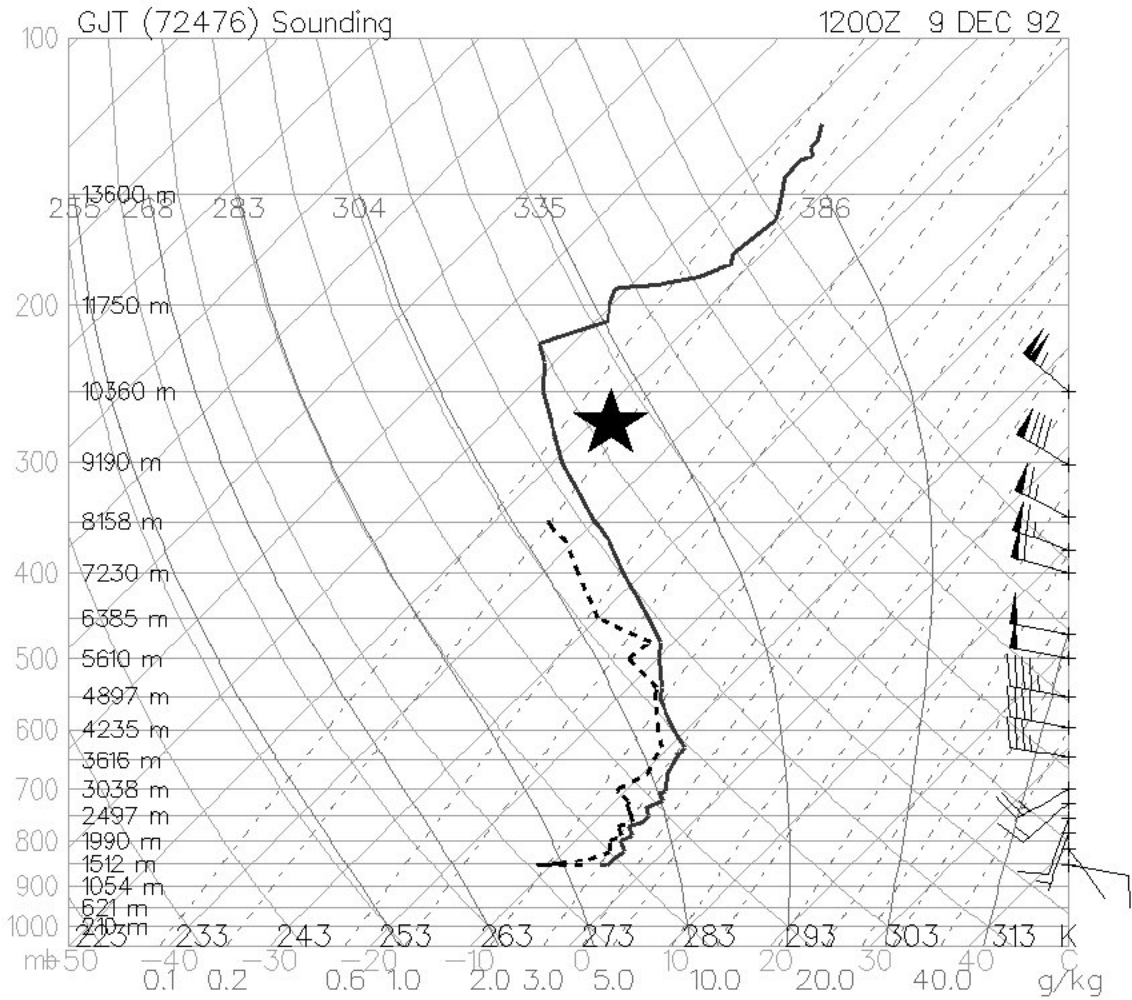 GJT (72476) Sounding 1200Z 9 DEC 92
100
13600 m
255 268 283 304 335 386
200 11750 m
10360 m
300 9190 m
8158 m
400 7230 m
6385 m
500 5610 m
4897 m
600 4235 m
3616 m
700 3038 m
2497 m
800 1990 m
1512 m
900 1054 m
621 m
1000 210 m
223 233 243 253 263 273 283 293 303 313 K
mb -50 -40 -30 -20 -10 0 10 20 30 40
0.1 0.2 0.6 1.0 2.0 3.0 5.0 10.0 20.0 40.0 g/kg